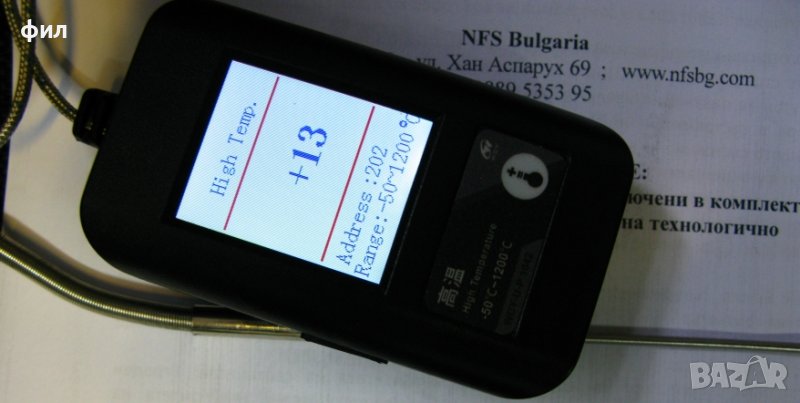 фил
NFS Bulgaria
ул. Хан Аспарух 69 ; www.nfsbg.com
5353 95
Е:
ючени в комплект
на технологично
High Temp.
+13
Address:202
Range:-50~1200℃
高温
High Temperature
-50℃~1200℃
BAZAR